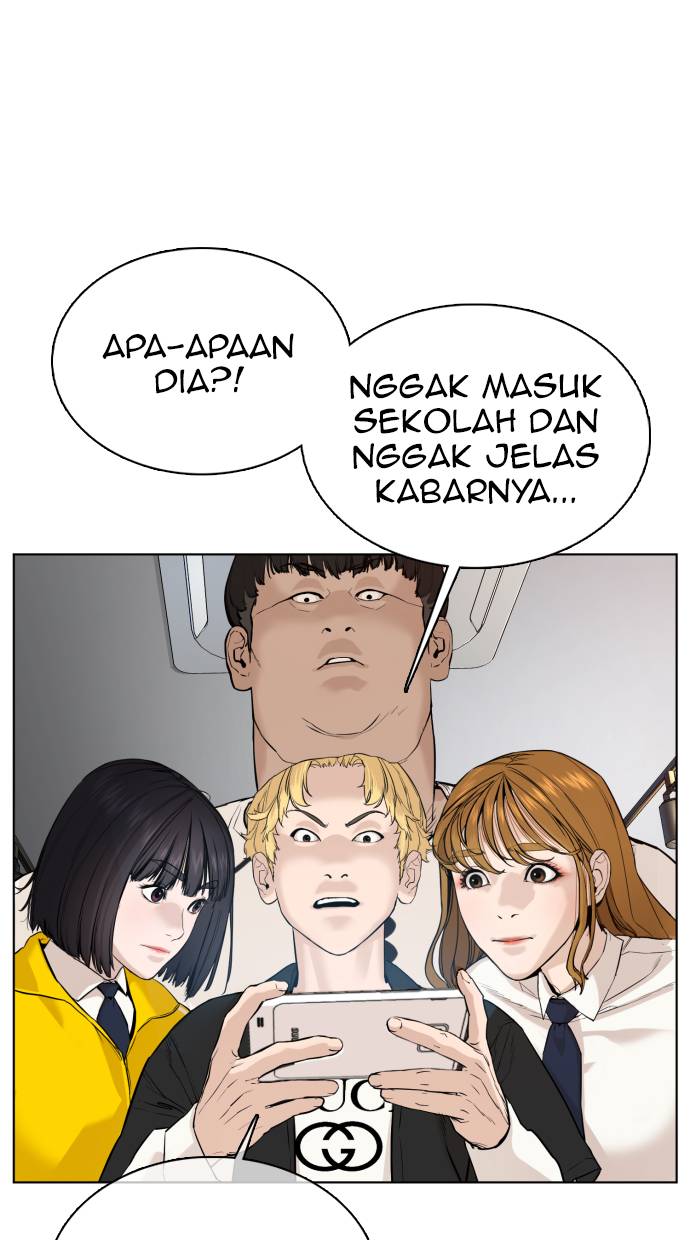 APA-APAAN
DIA?!
NGGAK MASUK
SEKOLAH DAN
NGGAK JELAS
KABARNYA...